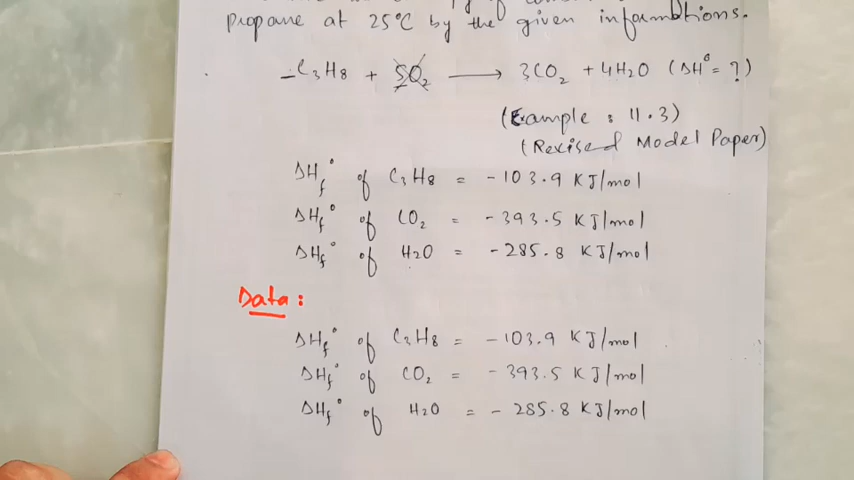 Propane at 25°C by the given informations.
C3H8 + 5O2 → 3CO2 + 4H2O (ΔH° = ?)
(Example : 11.3)
(Revised Model Paper)
ΔHf° of C3H8 = -103.9 KJ/mol
ΔHf° of CO2 = -393.5 KJ/mol
ΔHf° of H2O = -285.8 KJ/mol
Data:
ΔHf° of C3H8 = -103.9 KJ/mol
ΔHf° of CO2 = -393.5 KJ/mol
ΔHf° of H2O = -285.8 KJ/mol